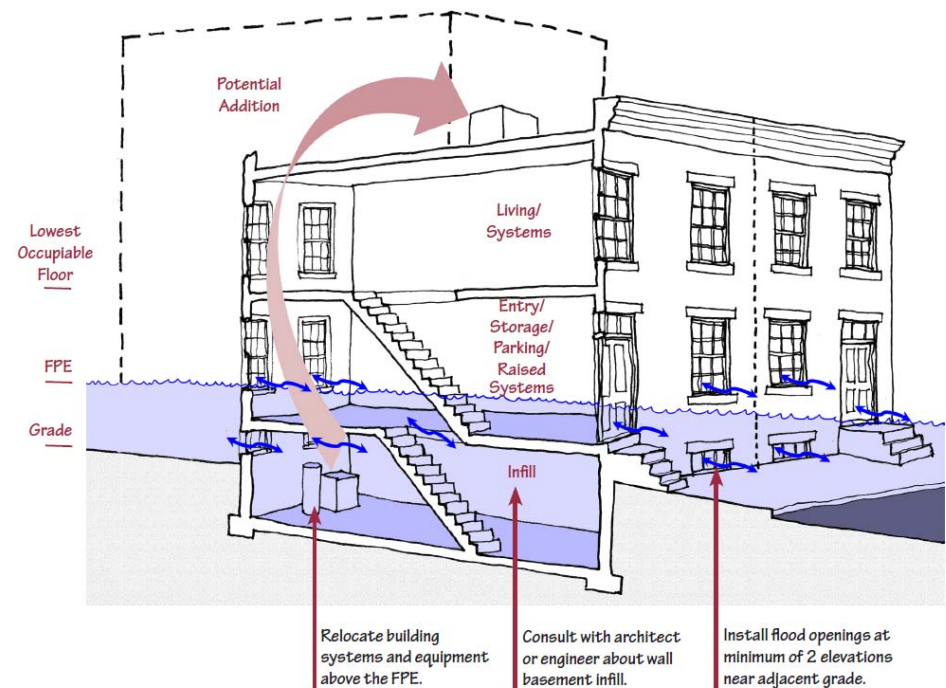 Potential
Addition
Living/
Systems
Lowest
Occupiable
Floor
Entry/
Storage/
Parking/
Raised
Systems
FPE
Grade
Infill
Relocate building
systems and equipment
above the FPE.
Consult with architect
or engineer about wall
basement infill.
Install flood openings at
minimum of 2 elevations
near adjacent grade.